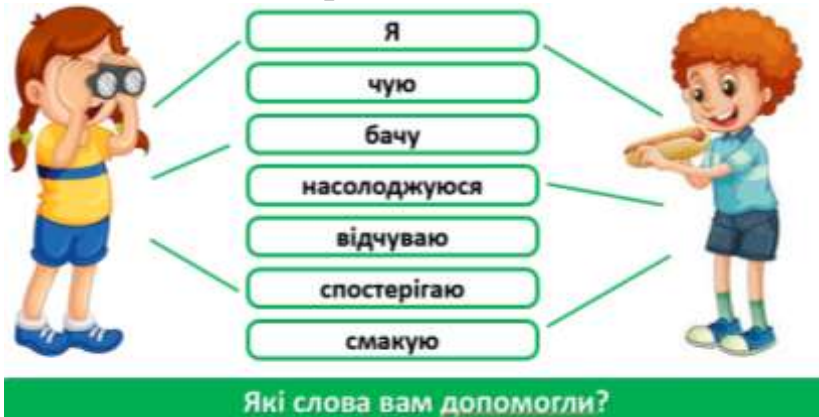 Я
чую
бачу
насолоджуюся
відчуваю
спостерігаю
смакую
Які слова вам допомогли?